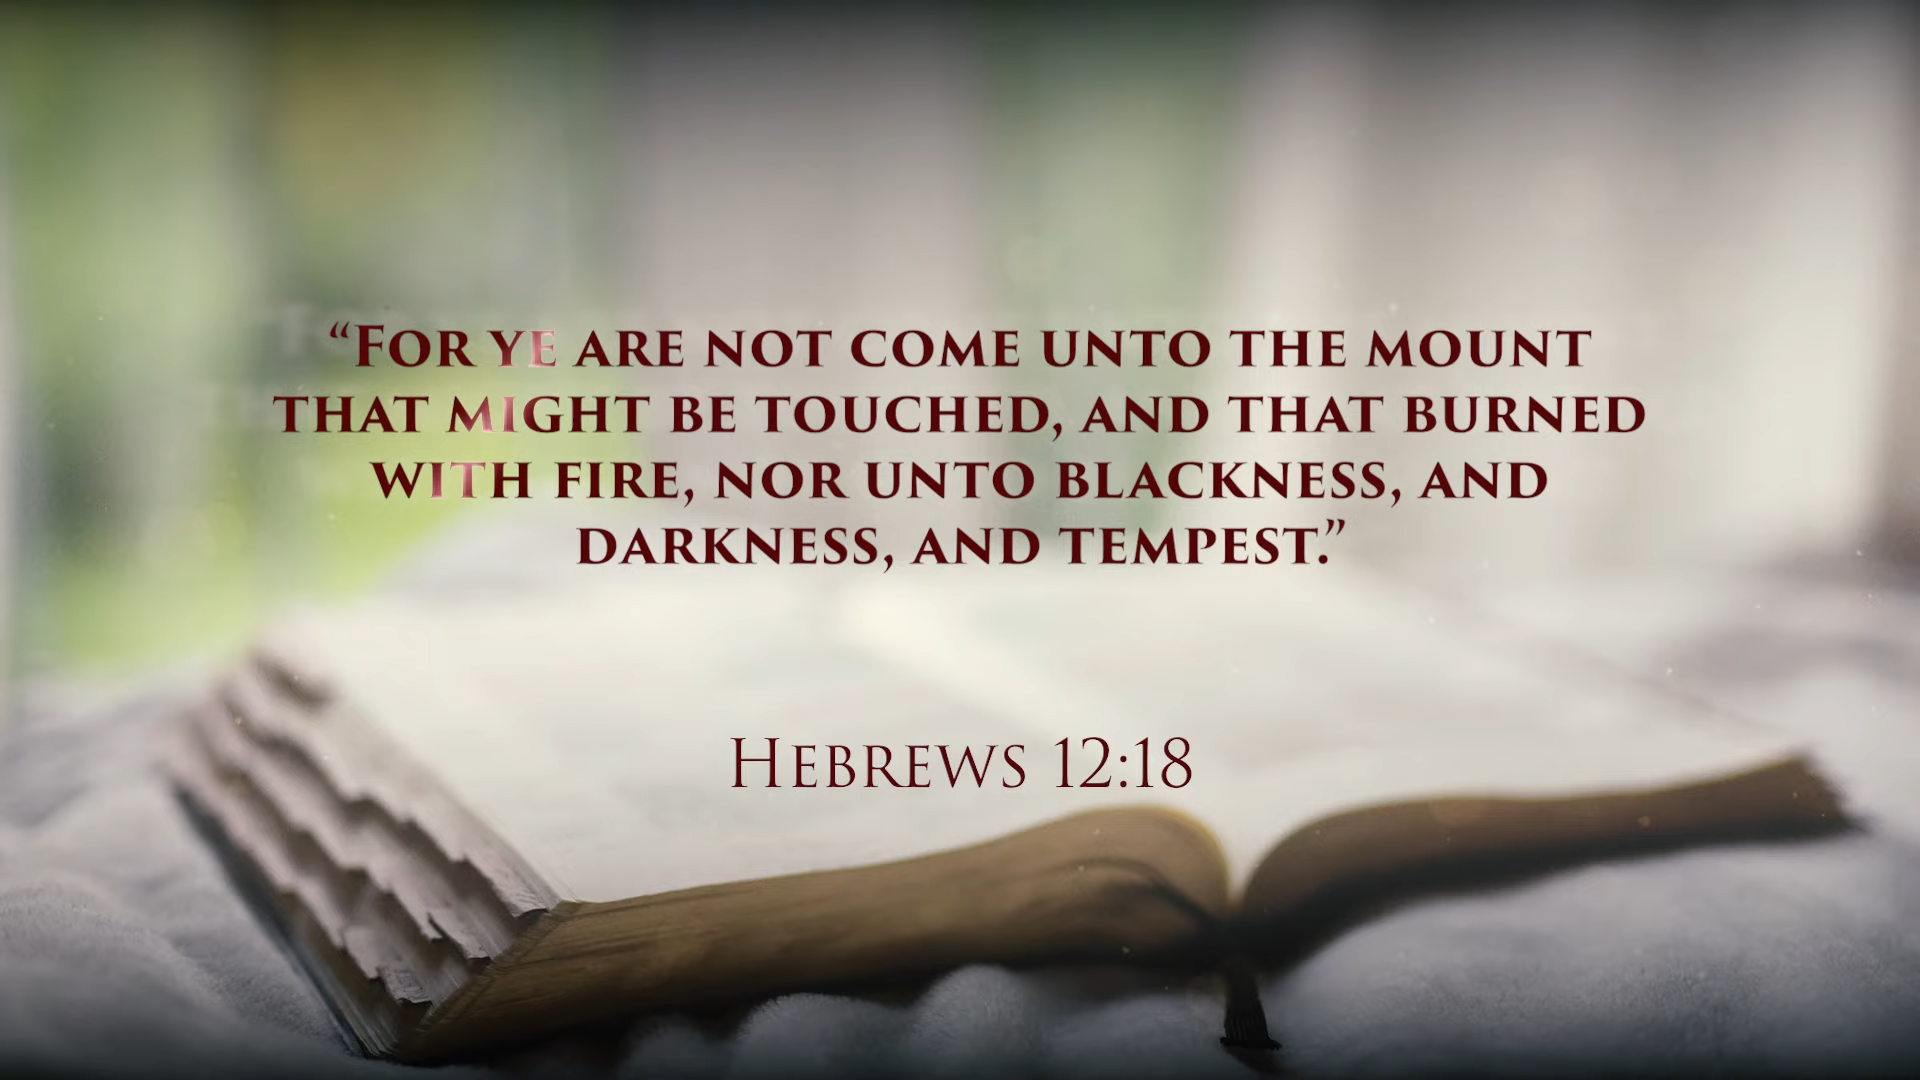 “For ye are not come unto the mount
that might be touched, and that burned
with fire, nor unto blackness, and
darkness, and tempest.”
Hebrews 12:18